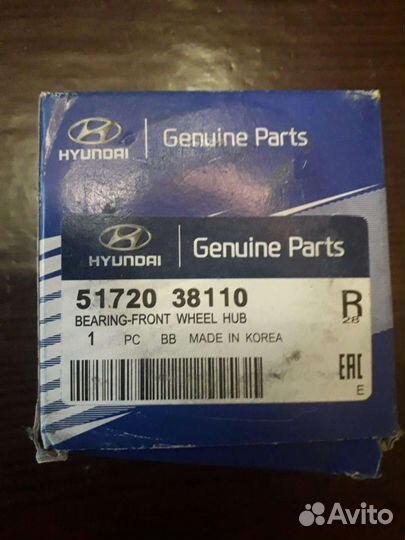 HYUNDAI
Genuine Parts
HYUNDAI
Genuine Parts
51720 38110
R
BEARING-FRONT WHEEL HUB
28
1 PC BB MADE IN KOREA
EAC
E
Avito